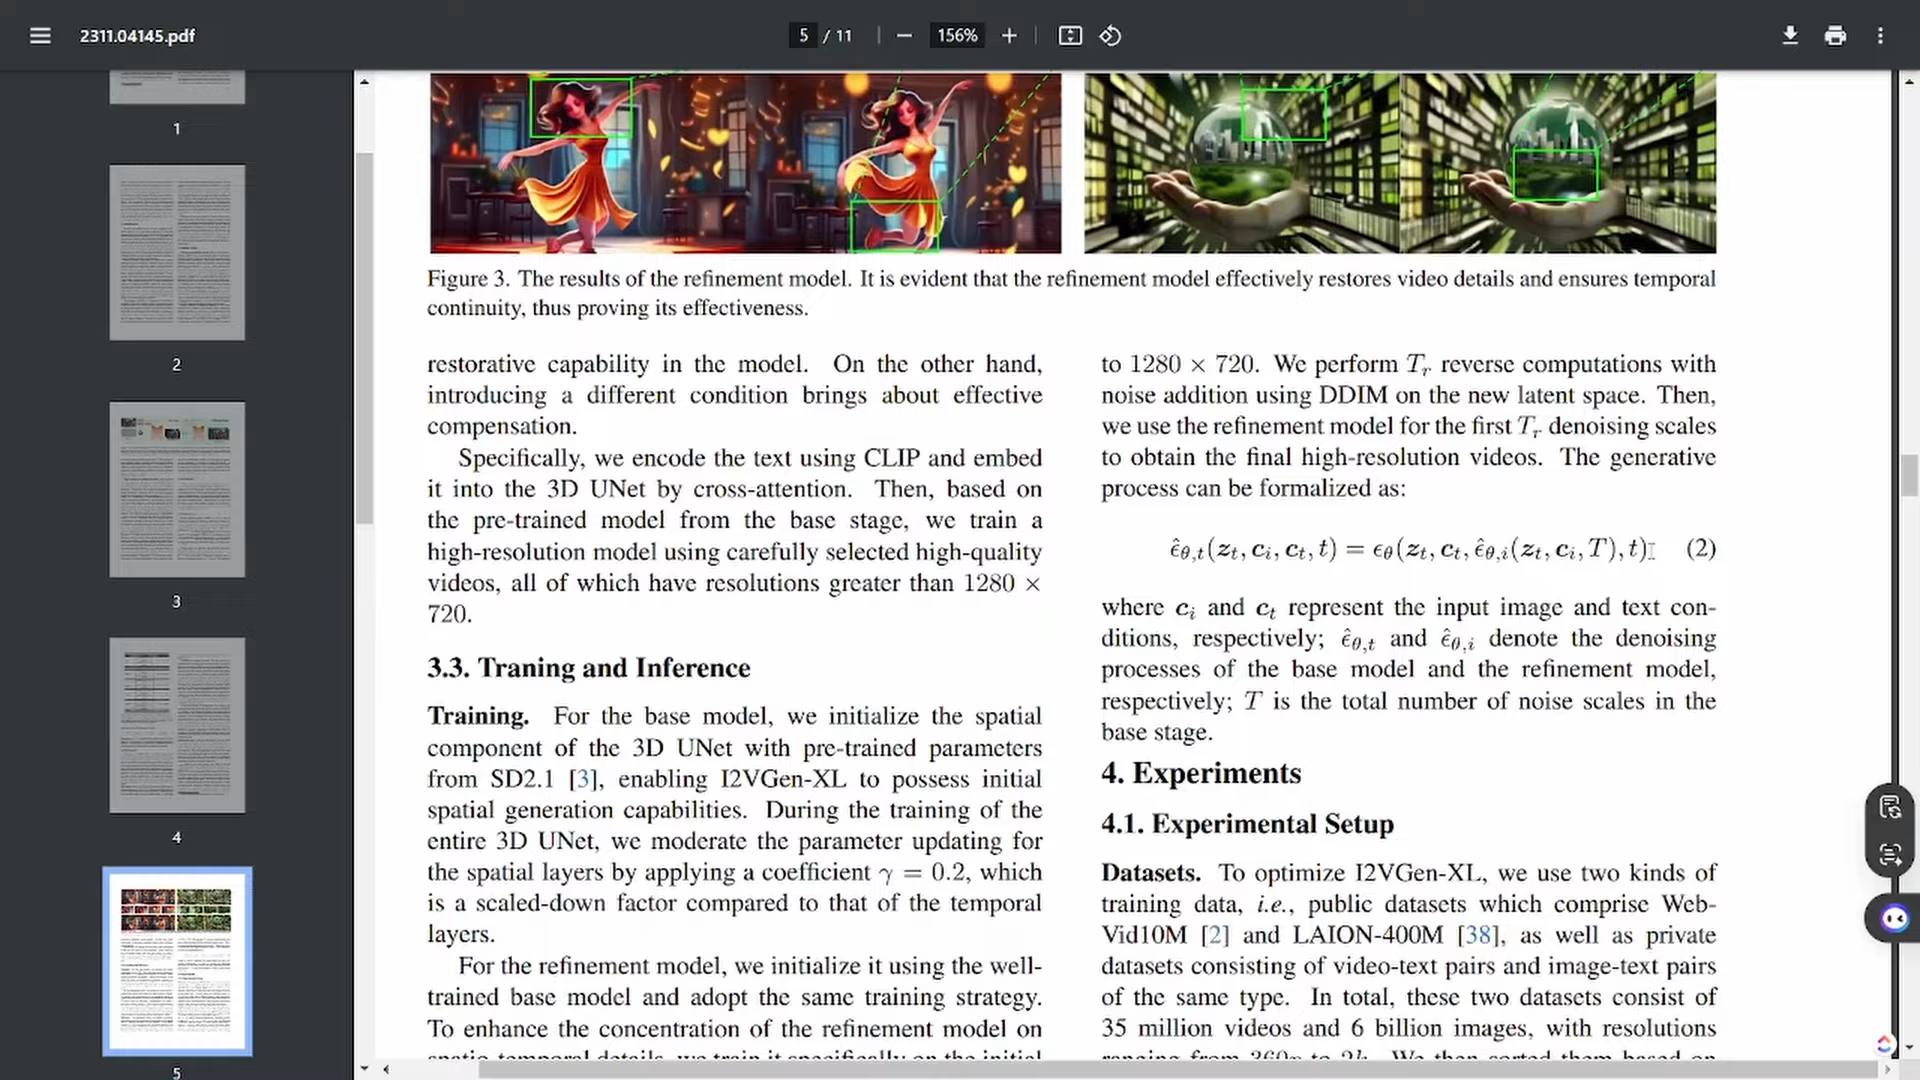 2311.04145.pdf
5 / 11
156%
1
2
3
4
5
Figure 3. The results of the refinement model. It is evident that the refinement model effectively restores video details and ensures temporal
continuity, thus proving its effectiveness.
restorative capability in the model. On the other hand,
introducing a different condition brings about effective
compensation.
Specifically, we encode the text using CLIP and embed
it into the 3D UNet by cross-attention. Then, based on
the pre-trained model from the base stage, we train a
high-resolution model using carefully selected high-quality
videos, all of which have resolutions greater than 1280 ×
720.
3.3. Traning and Inference
Training. For the base model, we initialize the spatial
component of the 3D UNet with pre-trained parameters
from SD2.1 [3], enabling I2VGen-XL to possess initial
spatial generation capabilities. During the training of the
entire 3D UNet, we moderate the parameter updating for
the spatial layers by applying a coefficient γ = 0.2, which
is a scaled-down factor compared to that of the temporal
layers.
For the refinement model, we initialize it using the well-
trained base model and adopt the same training strategy.
To enhance the concentration of the refinement model on
spatio-temporal details, we train it specifically on the initial
to 1280 × 720. We perform Tᵣ reverse computations with
noise addition using DDIM on the new latent space. Then,
we use the refinement model for the first Tᵣ denoising scales
to obtain the final high-resolution videos. The generative
process can be formalized as:
ε̂θ,t(zt, ci, ct, t) = ϵθ(zt, ct, ε̂θ,i(zt, ci, T), t) (2)
where ci and ct represent the input image and text con-
ditions, respectively; ε̂θ,t and ε̂θ,i denote the denoising
processes of the base model and the refinement model,
respectively; T is the total number of noise scales in the
base stage.
4. Experiments
4.1. Experimental Setup
Datasets. To optimize I2VGen-XL, we use two kinds of
training data, i.e., public datasets which comprise Web-
Vid10M [2] and LAION-400M [38], as well as private
datasets consisting of video-text pairs and image-text pairs
of the same type. In total, these two datasets consist of
35 million videos and 6 billion images, with resolutions
ranging from 360p to 2k. We then sorted them based on